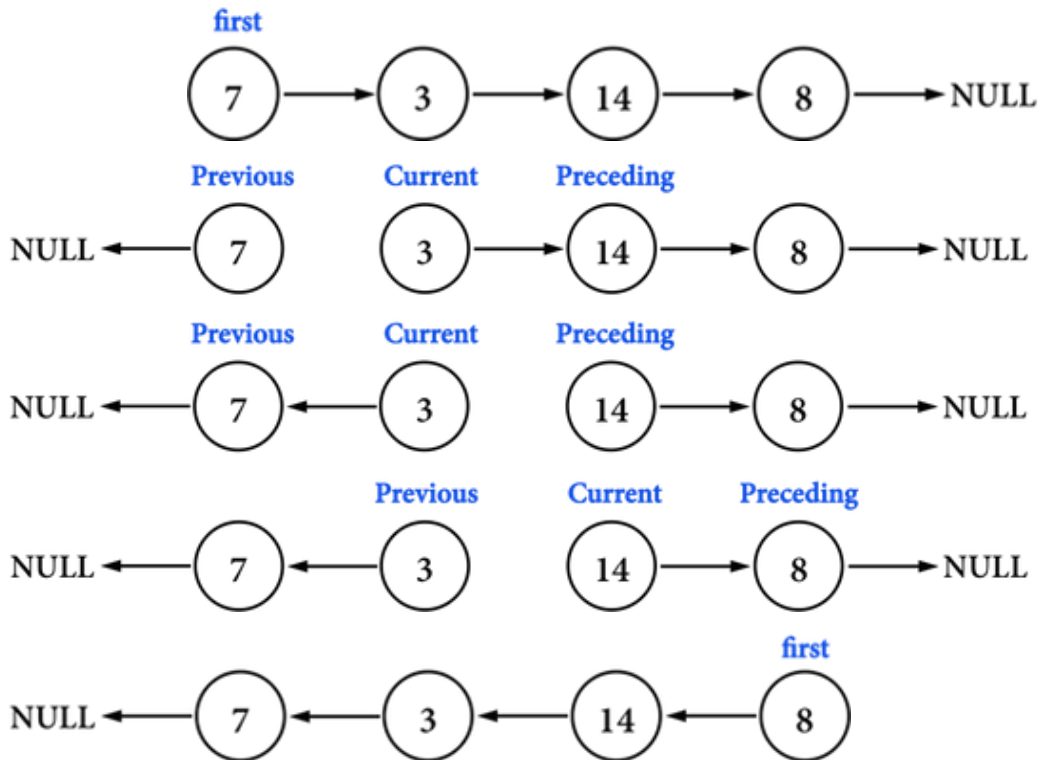 first
7 3 14 8 NULL
Previous Current Preceding
NULL 7 3 14 8 NULL
Previous Current Preceding
NULL 7 3 14 8 NULL
Previous Current Preceding
NULL 7 3 14 8 NULL
first
NULL 7 3 14 8